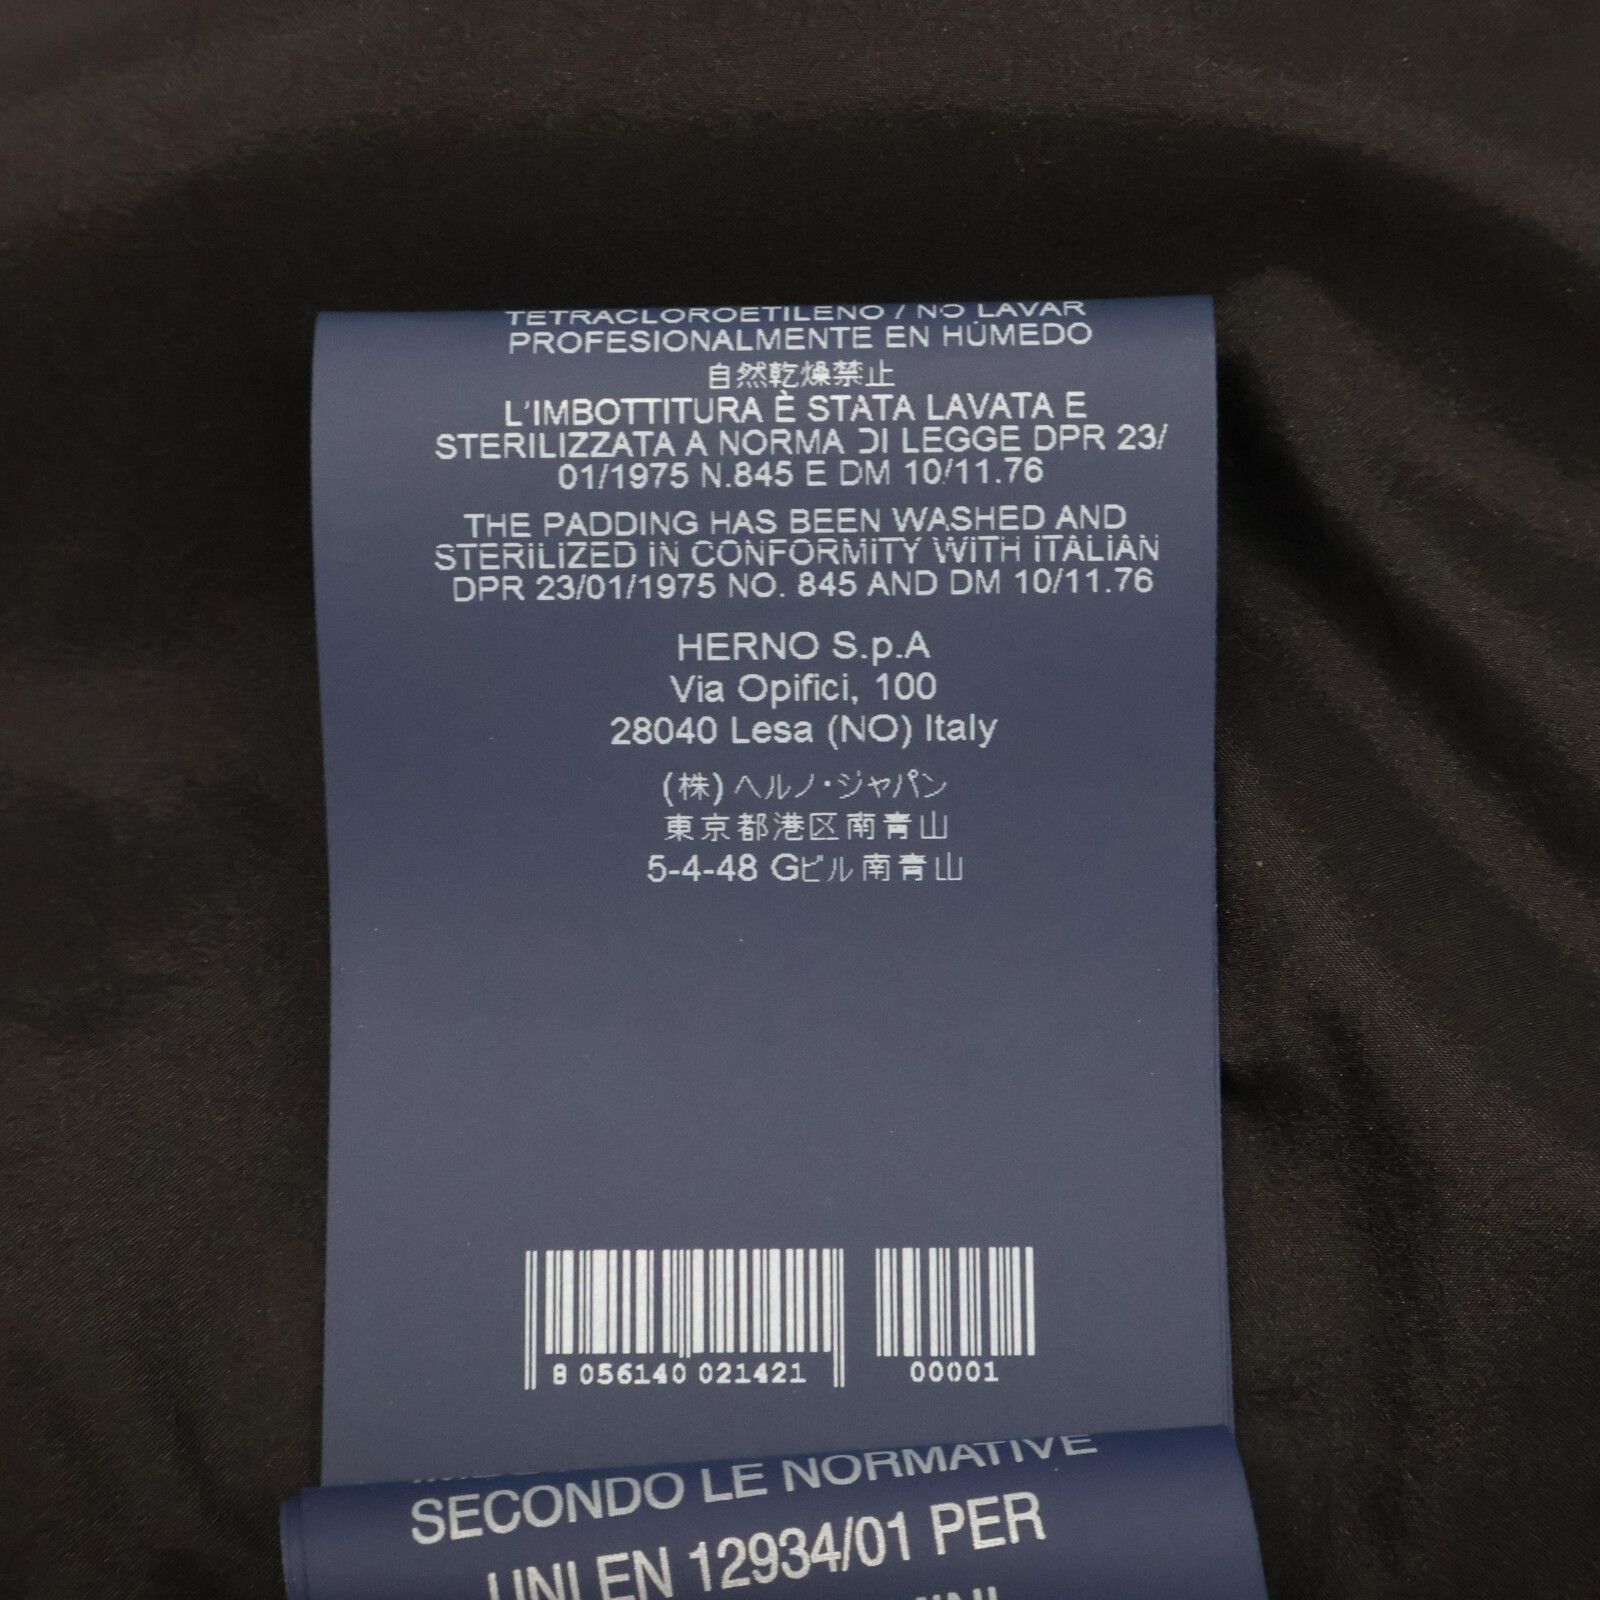 TETRACLOROETILENO / NO LAVAR
PROFESIONALMENTE EN HÚMEDO
自然乾燥禁止
L'IMBOTTITURA È STATA LAVATA E
STERILIZZATA A NORMA DI LEGGE DPR 23/
01/1975 N.845 E DM 10/11.76
THE PADDING HAS BEEN WASHED AND
STERILIZED IN CONFORMITY WITH ITALIAN
DPR 23/01/1975 NO. 845 AND DM 10/11.76
HERNO S.p.A
Via Opifici, 100
28040 Lesa (NO) Italy
(株) ヘルノ・ジャパン
東京都港区南青山
5-4-48 Gビル南青山
8 056140 021421 00001
SECONDO LE NORMATIVE
UNI EN 12934/01 PER